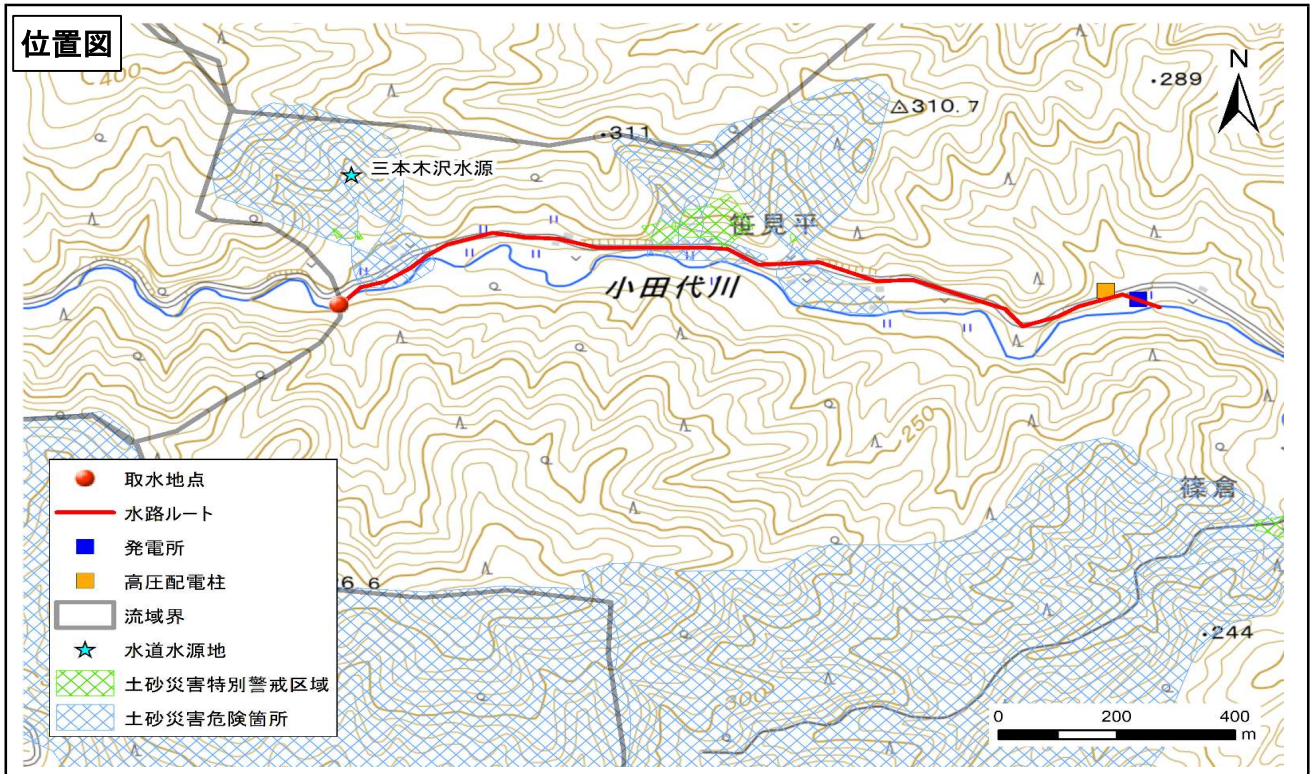 位置図
400
N
・289
△310.7
・311
三本木沢水源
笹見平
小田代川
250
篠倉
取水地点
水路ルート
発電所
高圧配電柱
流域界
水道水源地
土砂災害特別警戒区域
土砂災害危険箇所
6 6
・244
300
0 200 400
m